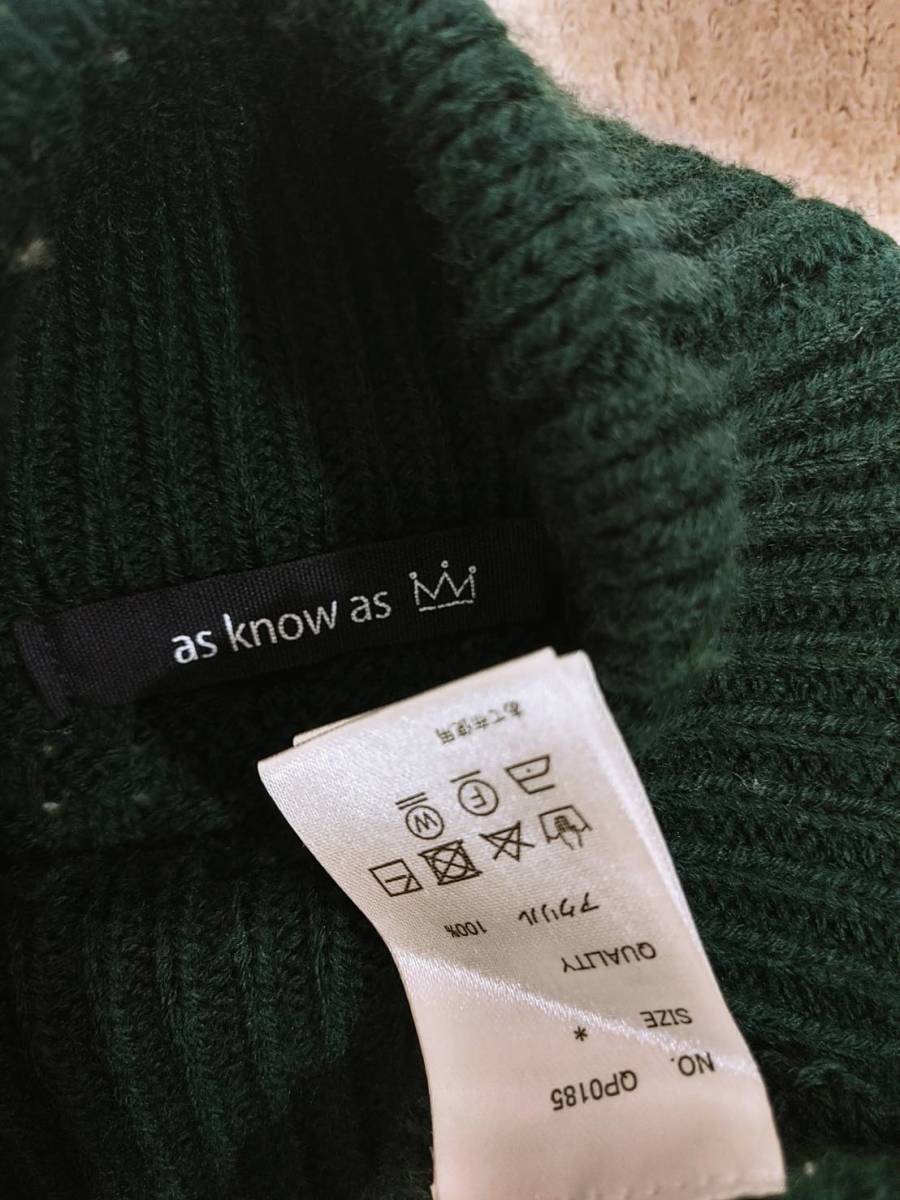 as know as
NO. QP0185
SIZE *
QUALITY
アクリル 100%
F
W
あて布使用